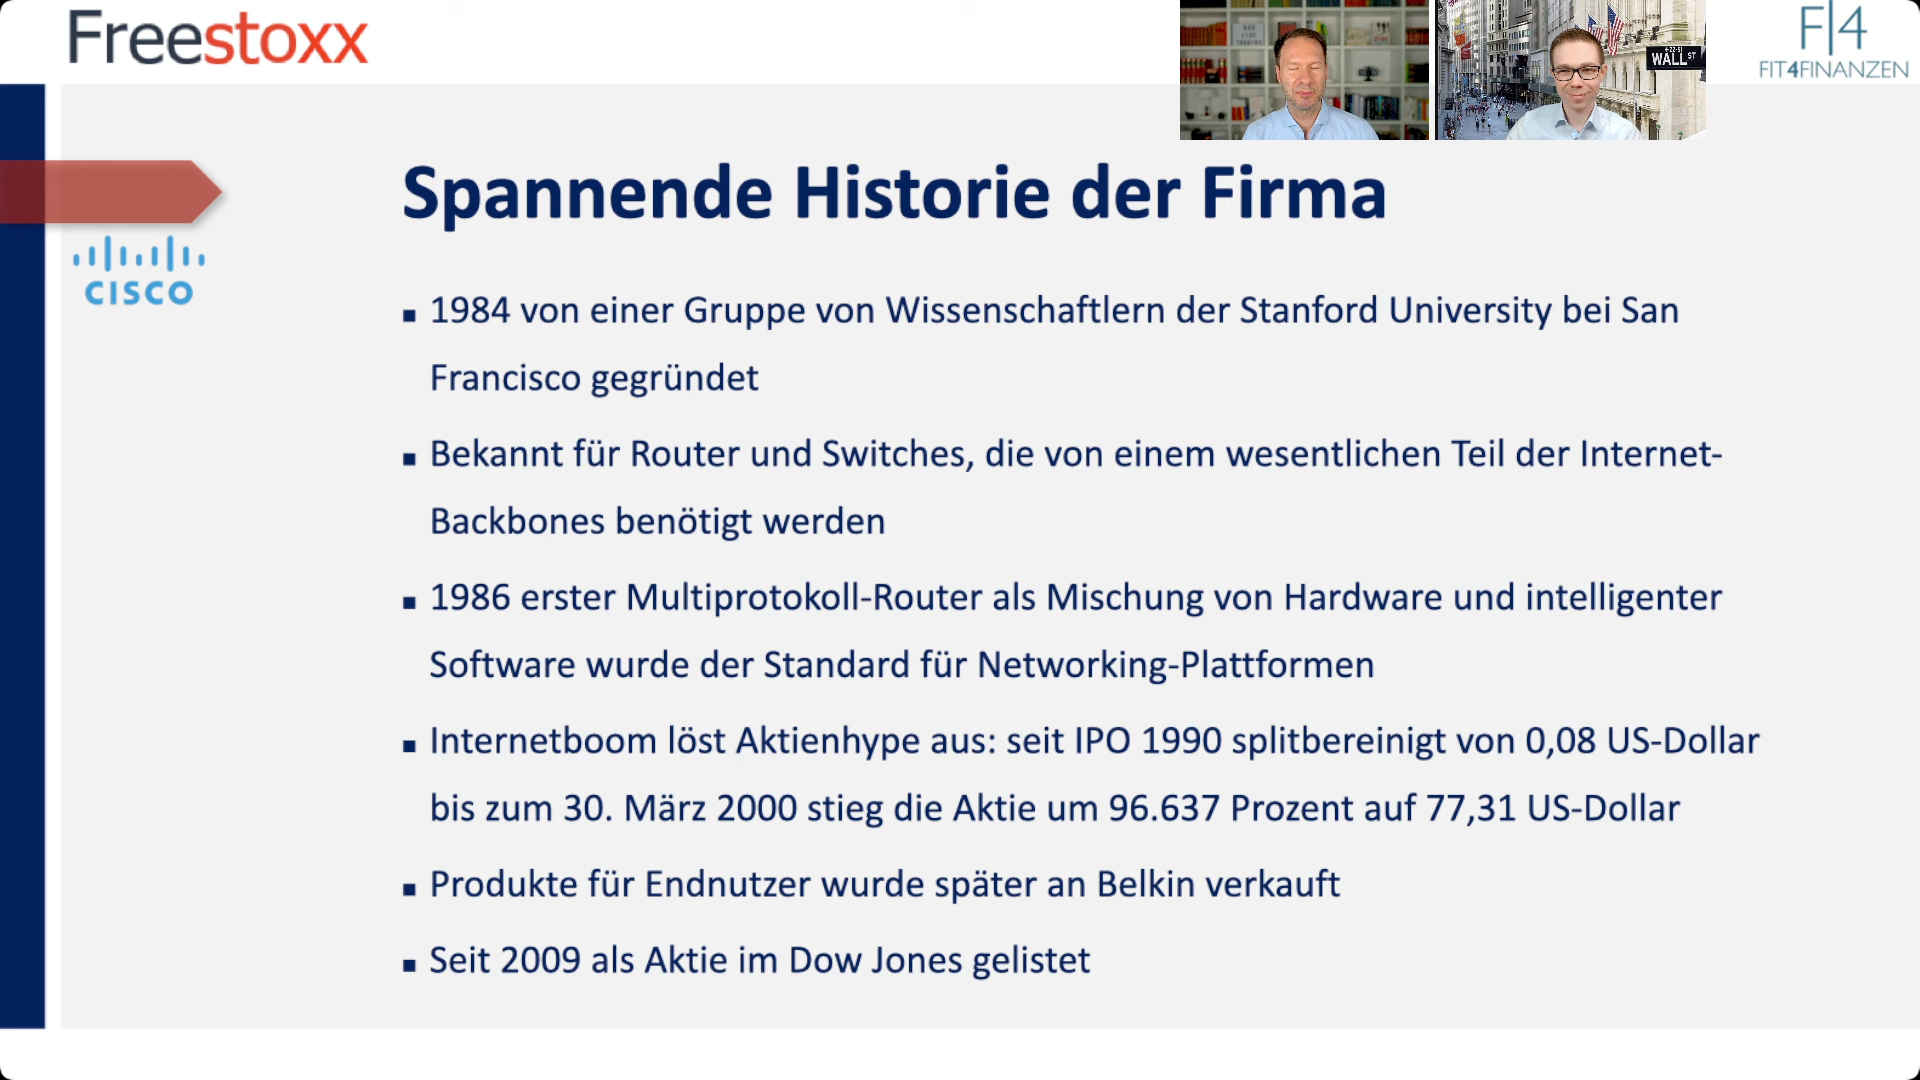 Freestoxx
4-22-51
WALL ST
F|4
FIT4FINANZEN
Spannende Historie der Firma
CISCO
▪ 1984 von einer Gruppe von Wissenschaftlern der Stanford University bei San
Francisco gegründet
▪ Bekannt für Router und Switches, die von einem wesentlichen Teil der Internet-
Backbones benötigt werden
▪ 1986 erster Multiprotokoll-Router als Mischung von Hardware und intelligenter
Software wurde der Standard für Networking-Plattformen
▪ Internetboom löst Aktienhype aus: seit IPO 1990 splitbereinigt von 0,08 US-Dollar
bis zum 30. März 2000 stieg die Aktie um 96.637 Prozent auf 77,31 US-Dollar
▪ Produkte für Endnutzer wurde später an Belkin verkauft
▪ Seit 2009 als Aktie im Dow Jones gelistet